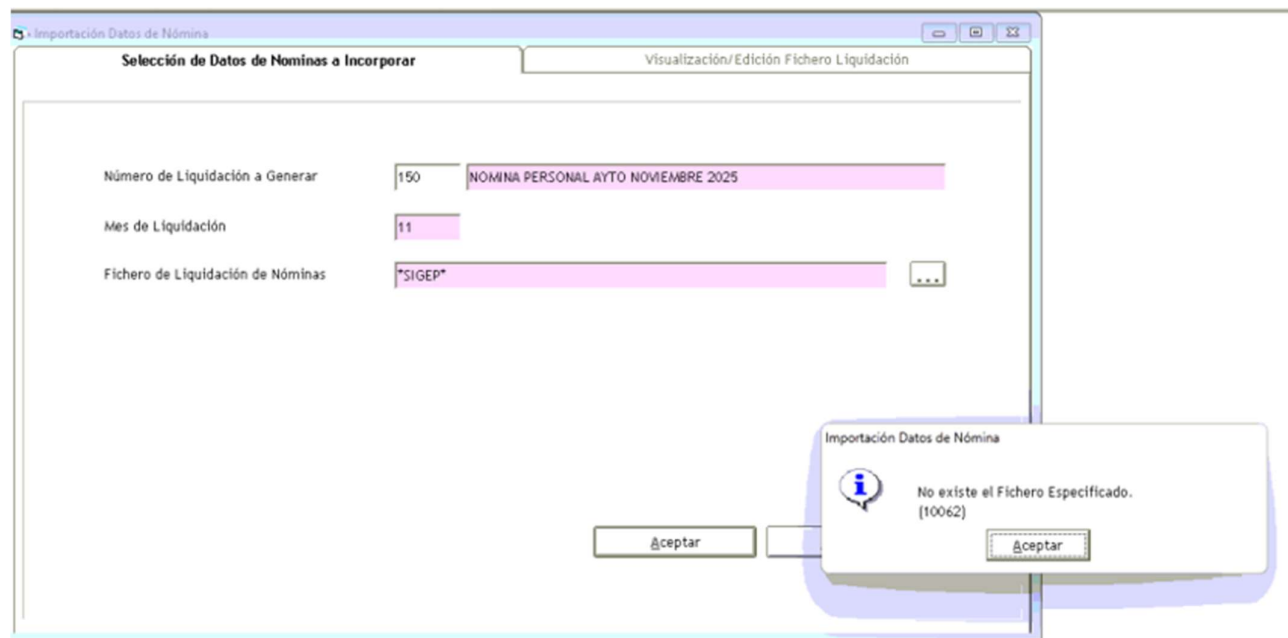 Importación Datos de Nómina
Selección de Datos de Nominas a Incorporar
Visualización/Edición Fichero Liquidación
Número de Liquidación a Generar
150
NOMINA PERSONAL AYTO NOVIEMBRE 2025
Mes de Liquidación
11
Fichero de Liquidación de Nóminas
*SIGEP*
...
Aceptar
Importación Datos de Nómina
No existe el Fichero Especificado.
(10062)
Aceptar